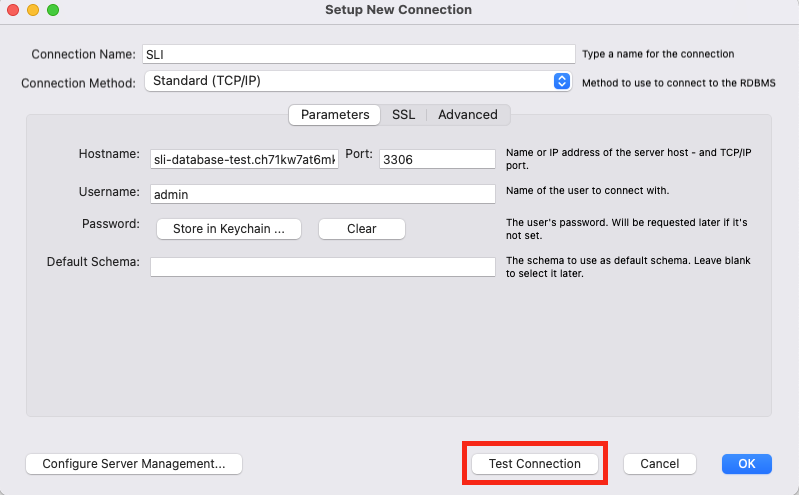 Setup New Connection
Connection Name: SLI Type a name for the connection
Connection Method: Standard (TCP/IP) Method to use to connect to the RDBMS
Parameters SSL Advanced
Hostname: sli-database-test.ch71kw7at6mk Port: 3306 Name or IP address of the server host - and TCP/IP
port.
Username: admin Name of the user to connect with.
Password: Store in Keychain ... Clear The user's password. Will be requested later if it's
not set.
Default Schema: The schema to use as default schema. Leave blank
to select it later.
Configure Server Management... Test Connection Cancel OK